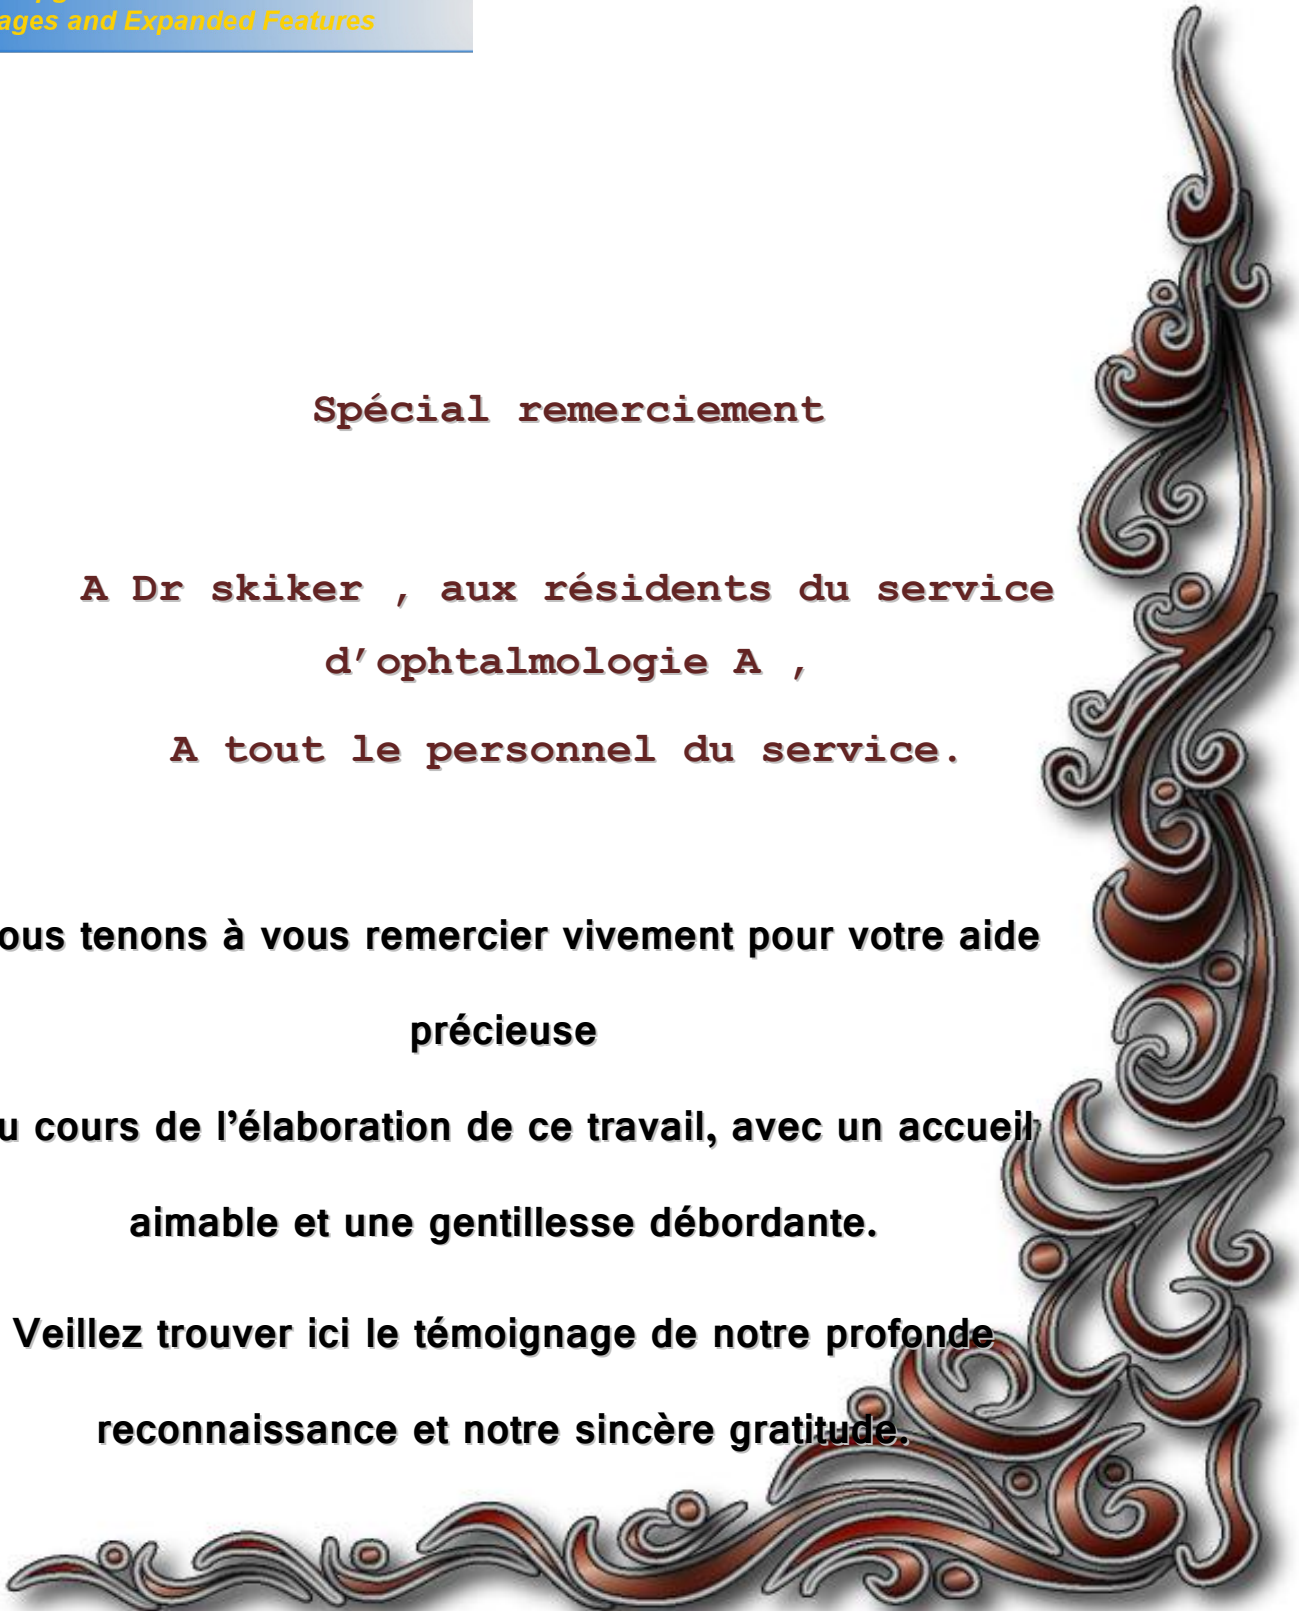 ages and Expanded Features
Spécial remerciement
A Dr skiker , aux résidents du service
d’ophtalmologie A ,
A tout le personnel du service.
ous tenons à vous remercier vivement pour votre aide
précieuse
u cours de l’élaboration de ce travail, avec un accueil
aimable et une gentillesse débordante.
Veillez trouver ici le témoignage de notre profonde
reconnaissance et notre sincère gratitude.